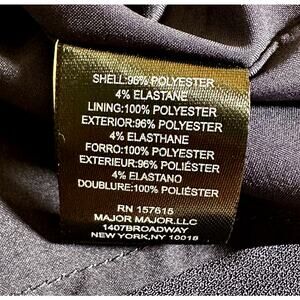 SHELL:96% POLYESTER
4% ELASTANE
LINING:100% POLYESTER
EXTERIOR:96% POLYESTER
4% ELASTHANE
FORRO:100% POLYESTER
EXTERIEUR:96% POLIÉSTER
4% ELASTANO
DOUBLURE:100% POLIÉSTER
RN 157615
MAJOR MAJOR.LLC
1407BROADWAY
NEW YORK,NY 10018